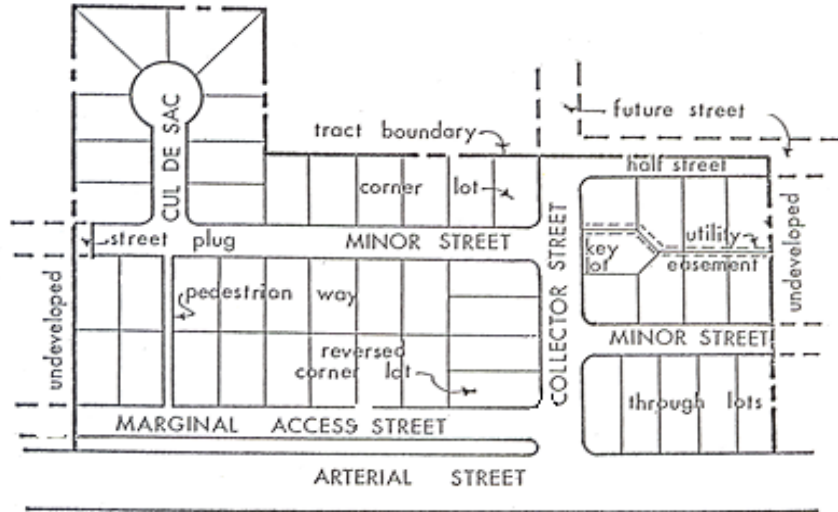 CUL DE SAC
tract boundary
future street
half street
corner lot
COLLECTOR STREET
undeveloped
street plug
MINOR STREET
key
lot
utility
easement
undeveloped
pedestrion way
reversed
corner lot
MINOR STREET
through lots
MARGINAL ACCESS STREET
ARTERIAL STREET